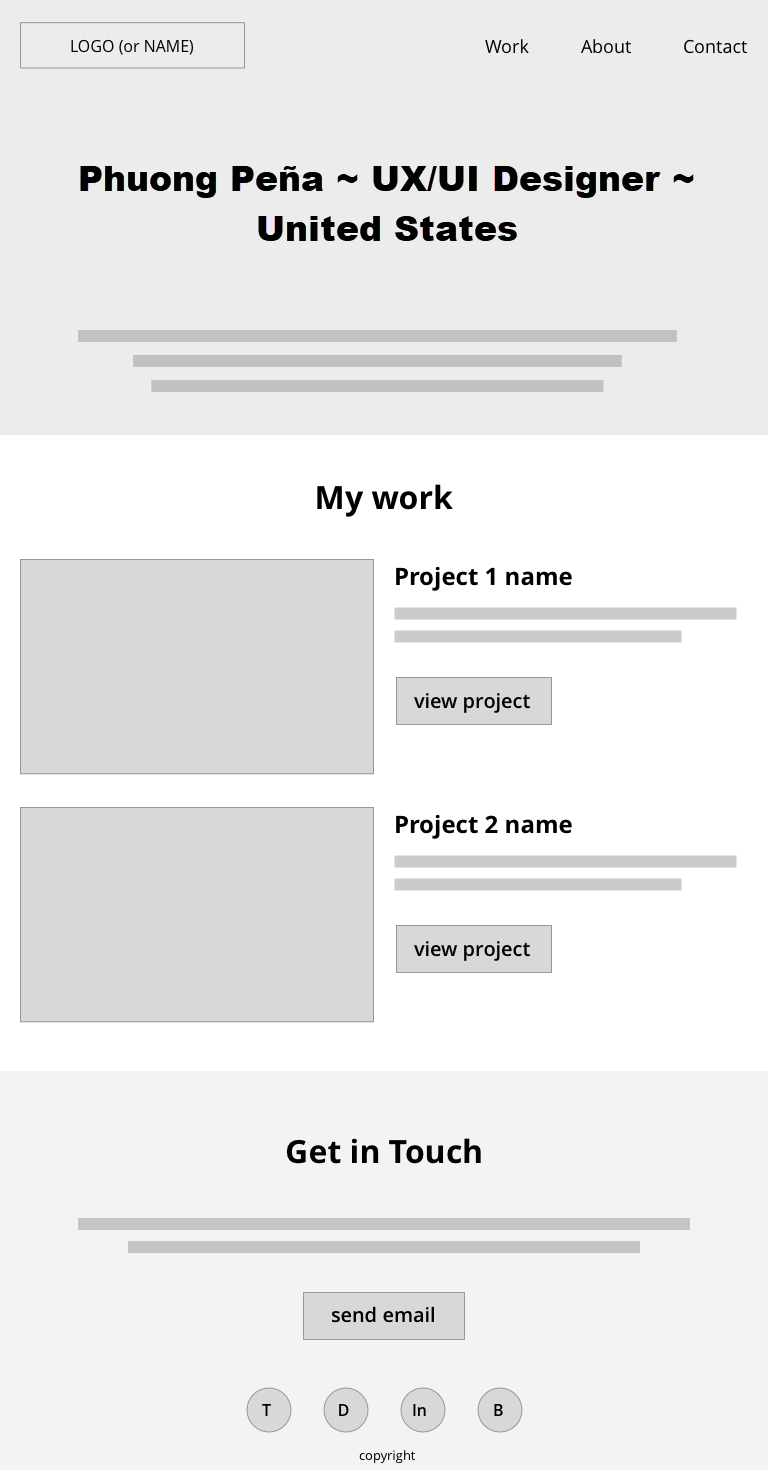 LOGO (or NAME)
Work
About
Contact
Phuong Peña ~ UX/UI Designer ~
United States
My work
Project 1 name
view project
Project 2 name
view project
Get in Touch
send email
T
D
In
B
copyright